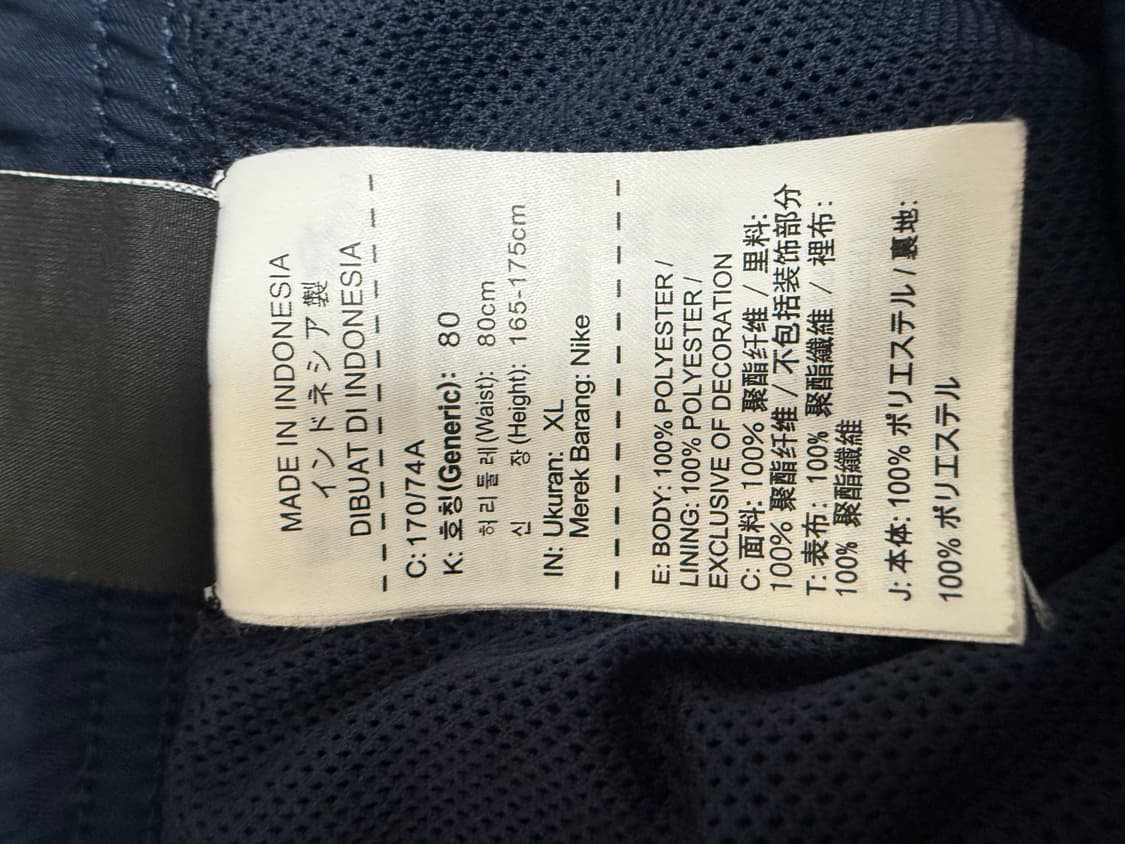 MADE IN INDONESIA
インドネシア製
DIBUAT DI INDONESIA
C: 170/74A
K: 호칭(Generic): 80
허리둘레(Waist): 80cm
신 장(Height): 165-175cm
IN: Ukuran: XL
Merek Barang: Nike
E: BODY: 100% POLYESTER /
LINING: 100% POLYESTER /
EXCLUSIVE OF DECORATION
C: 面料: 100% 聚酯纤维 / 里料:
100% 聚酯纤维 / 不包括装饰部分
T: 表布: 100% 聚酯纖維 / 裡布:
100% 聚酯纖維
J: 本体: 100% ポリエステル / 裏地:
100% ポリエステル